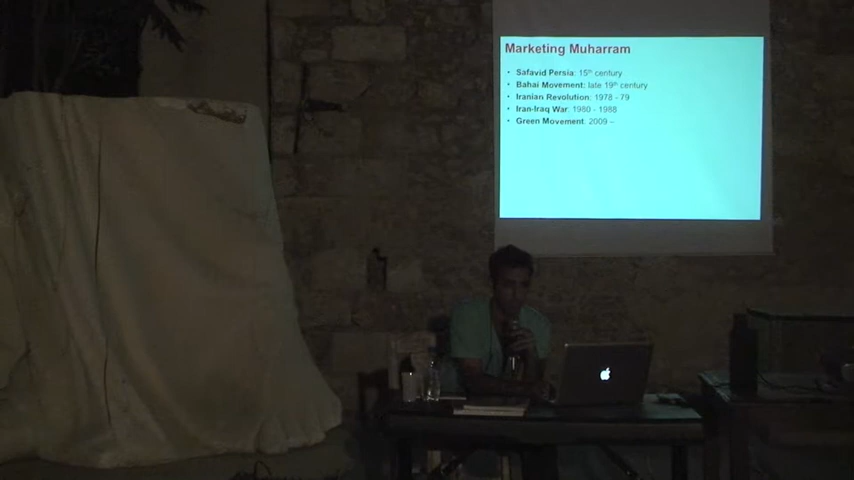 Marketing Muharram
• Safavid Persia: 15th century
• Bahai Movement: late 19th century
• Iranian Revolution: 1978 - 79
• Iran-Iraq War: 1980 - 1988
• Green Movement: 2009 –